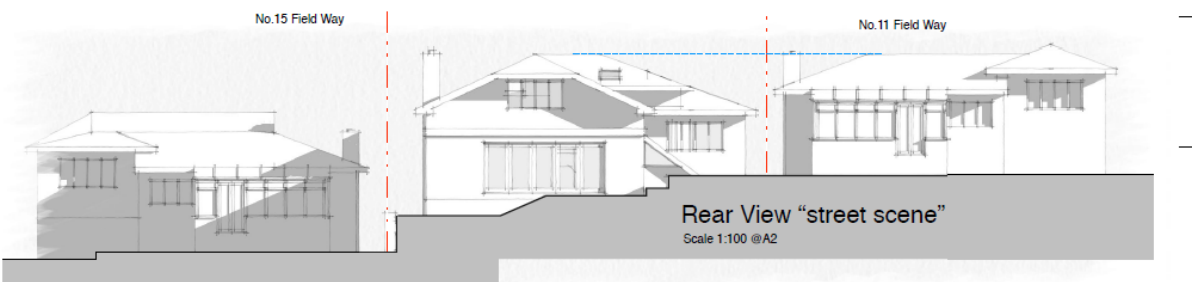 No.15 Field Way
No.11 Field Way
Rear View “street scene”
Scale 1:100 @A2